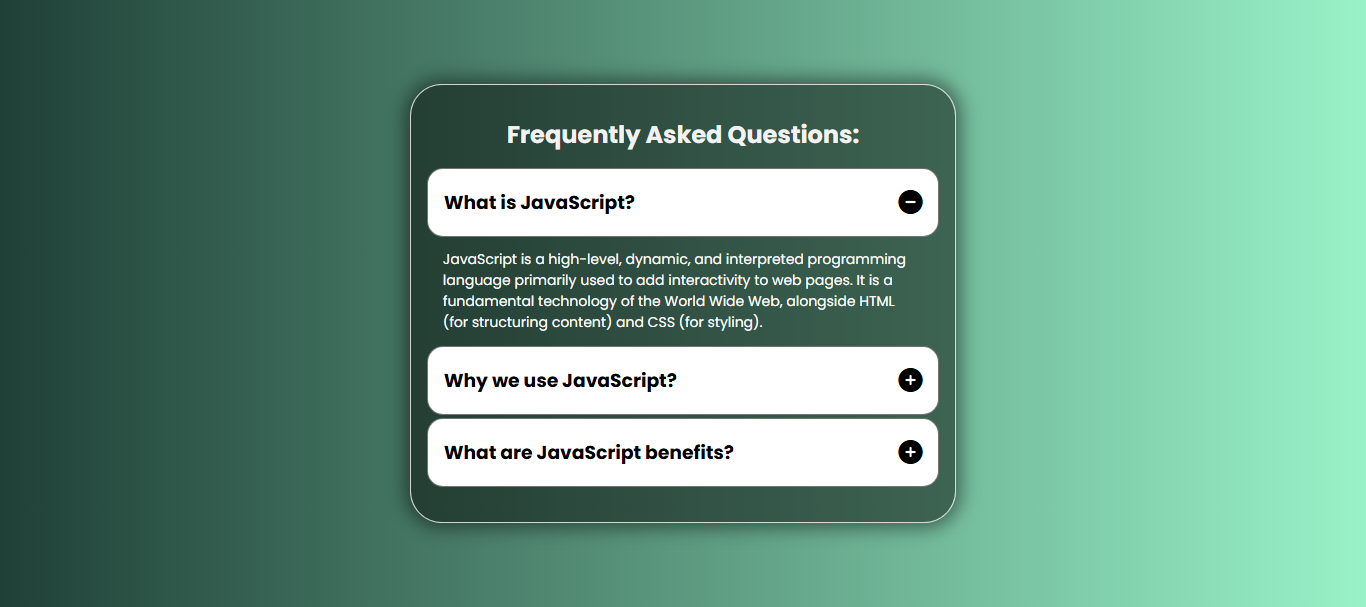 Frequently Asked Questions:
What is JavaScript?
JavaScript is a high-level, dynamic, and interpreted programming
language primarily used to add interactivity to web pages. It is a
fundamental technology of the World Wide Web, alongside HTML
(for structuring content) and CSS (for styling).
Why we use JavaScript?
What are JavaScript benefits?